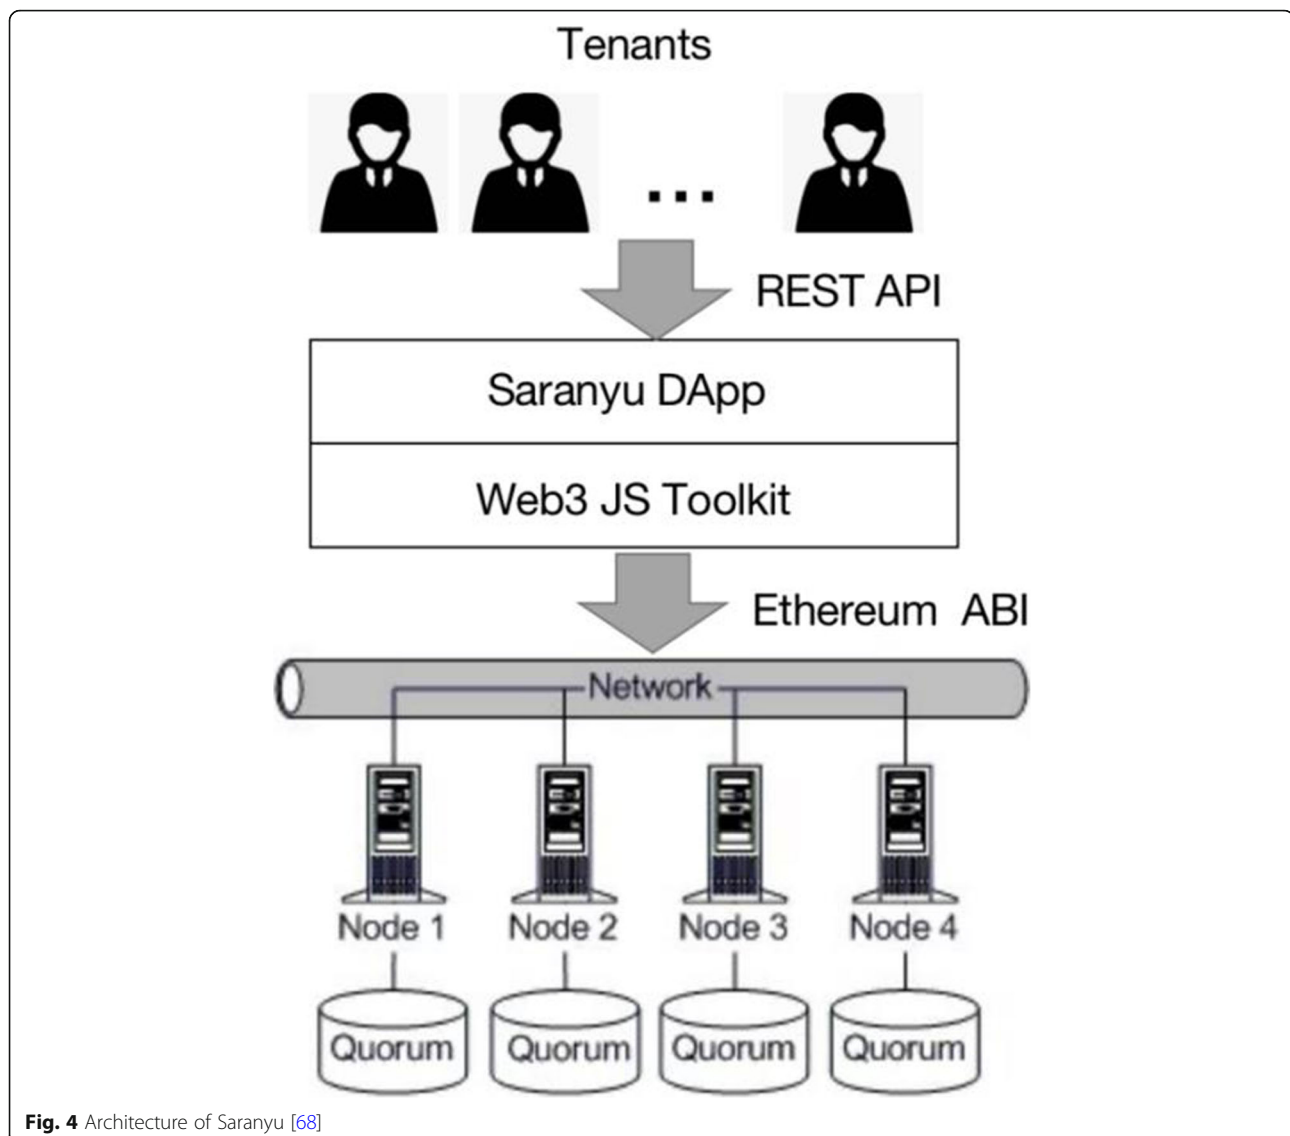 Tenants
...
REST API
Saranyu DApp
Web3 JS Toolkit
Ethereum ABI
Network
Node 1 Node 2 Node 3 Node 4
Quorum Quorum Quorum Quorum
Fig. 4 Architecture of Saranyu [68]